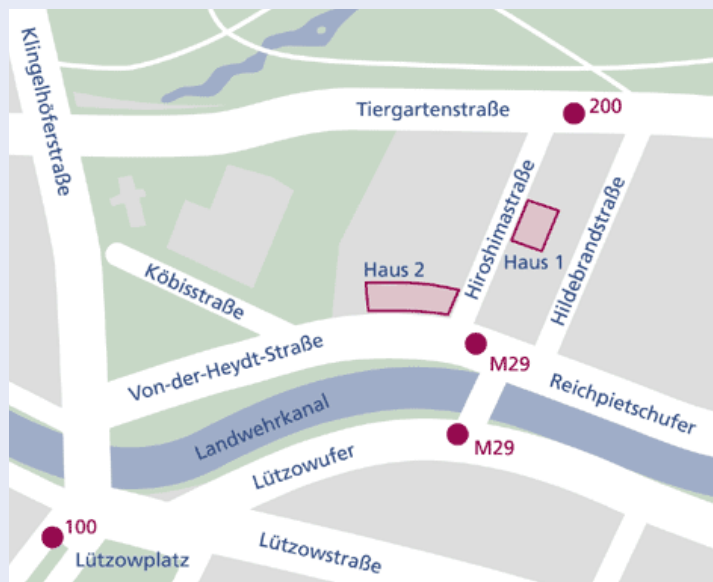 Klingelhöferstraße
Tiergartenstraße
200
Hiroshimastraße
Hildebrandstraße
Haus 1
Haus 2
Köbisstraße
Von-der-Heydt-Straße
M29
Reichpietschufer
Landwehrkanal
M29
Lützowufer
100
Lützowplatz
Lützowstraße